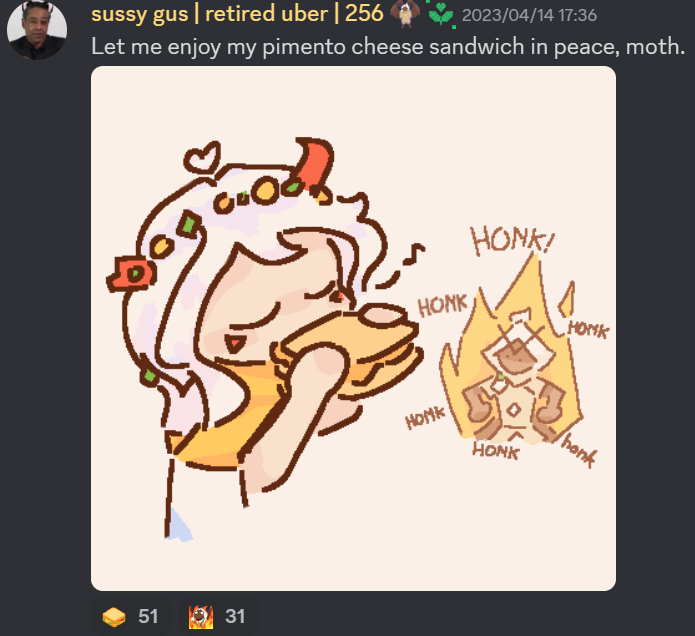 sussy gus | retired uber | 256 2023/04/14 17:36
Let me enjoy my pimento cheese sandwich in peace, moth.
HONK!
HONK
HONK
HONK
HONK
honk
51 31